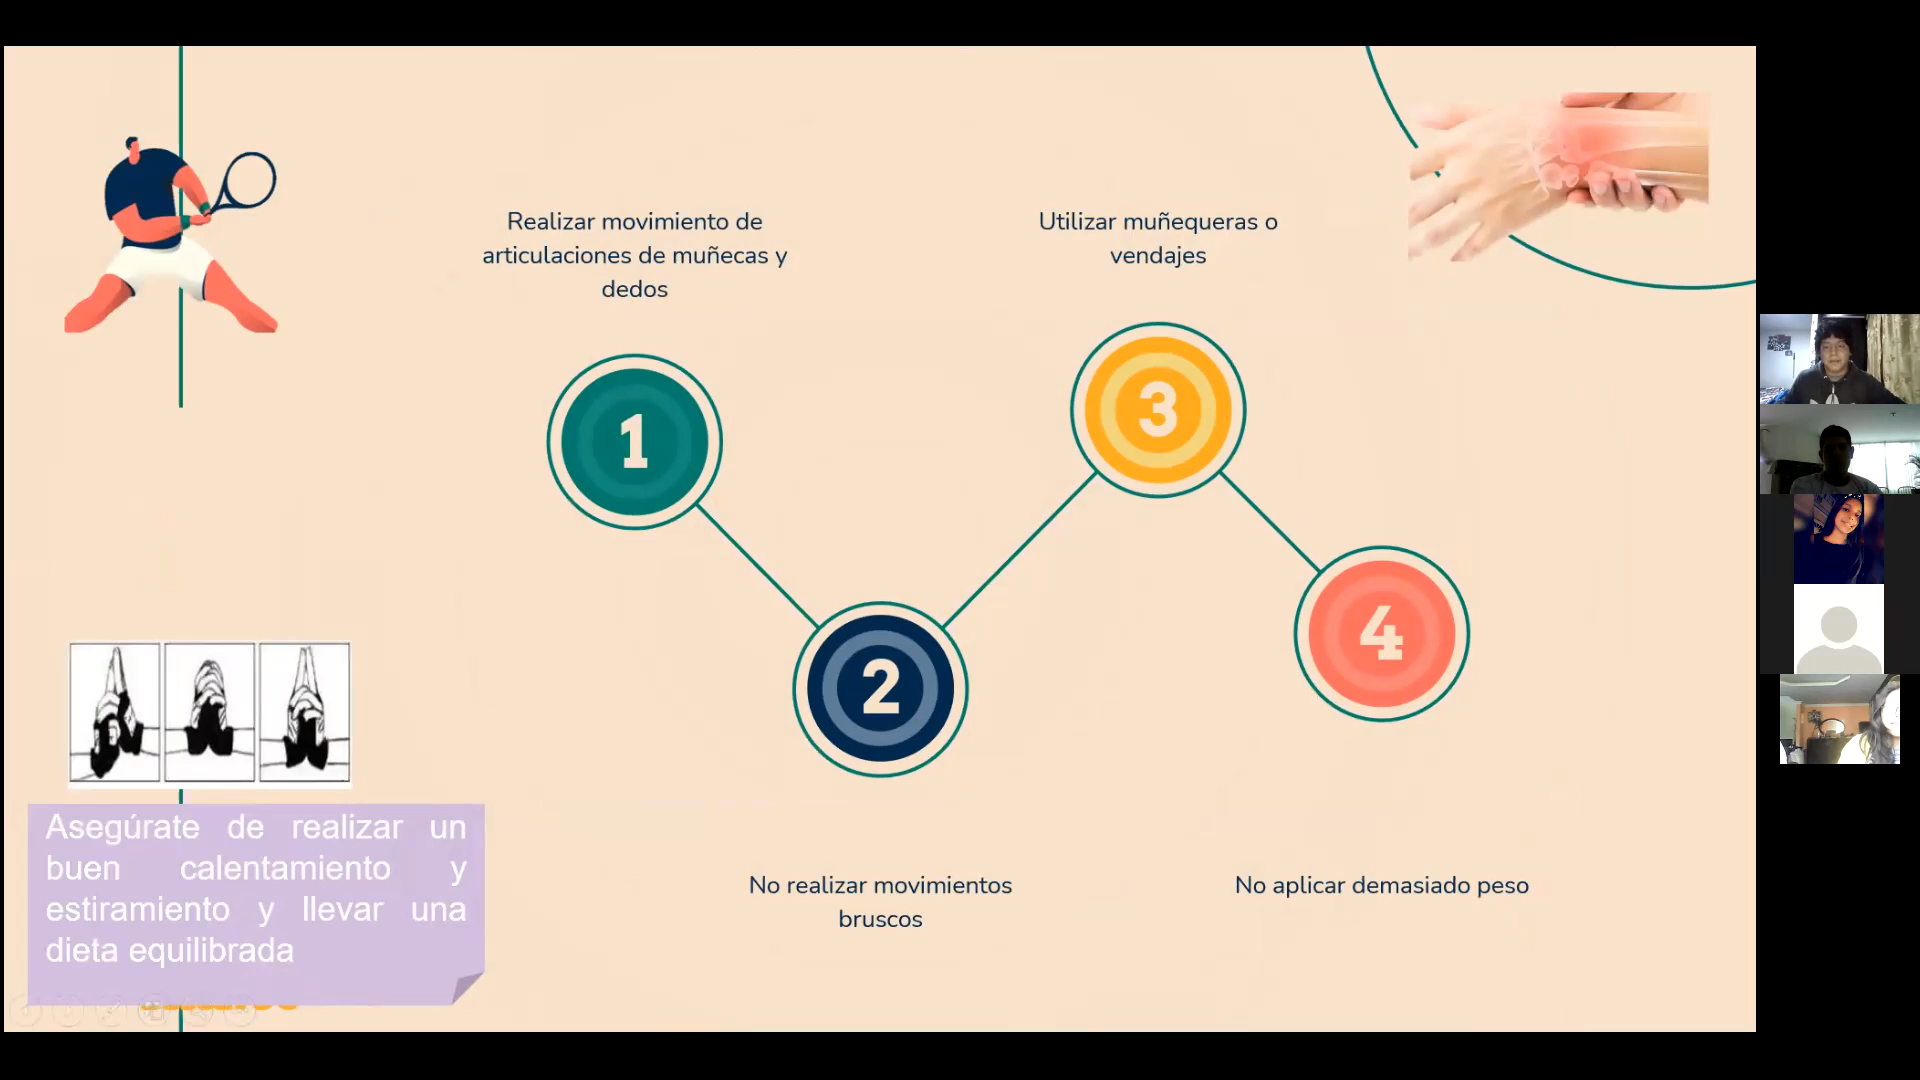 Realizar movimiento de
articulaciones de muñecas y
dedos
Utilizar muñequeras o
vendajes
1
3
2
4
No realizar movimientos
bruscos
No aplicar demasiado peso
Asegúrate de realizar un
buen calentamiento y
estiramiento y llevar una
dieta equilibrada